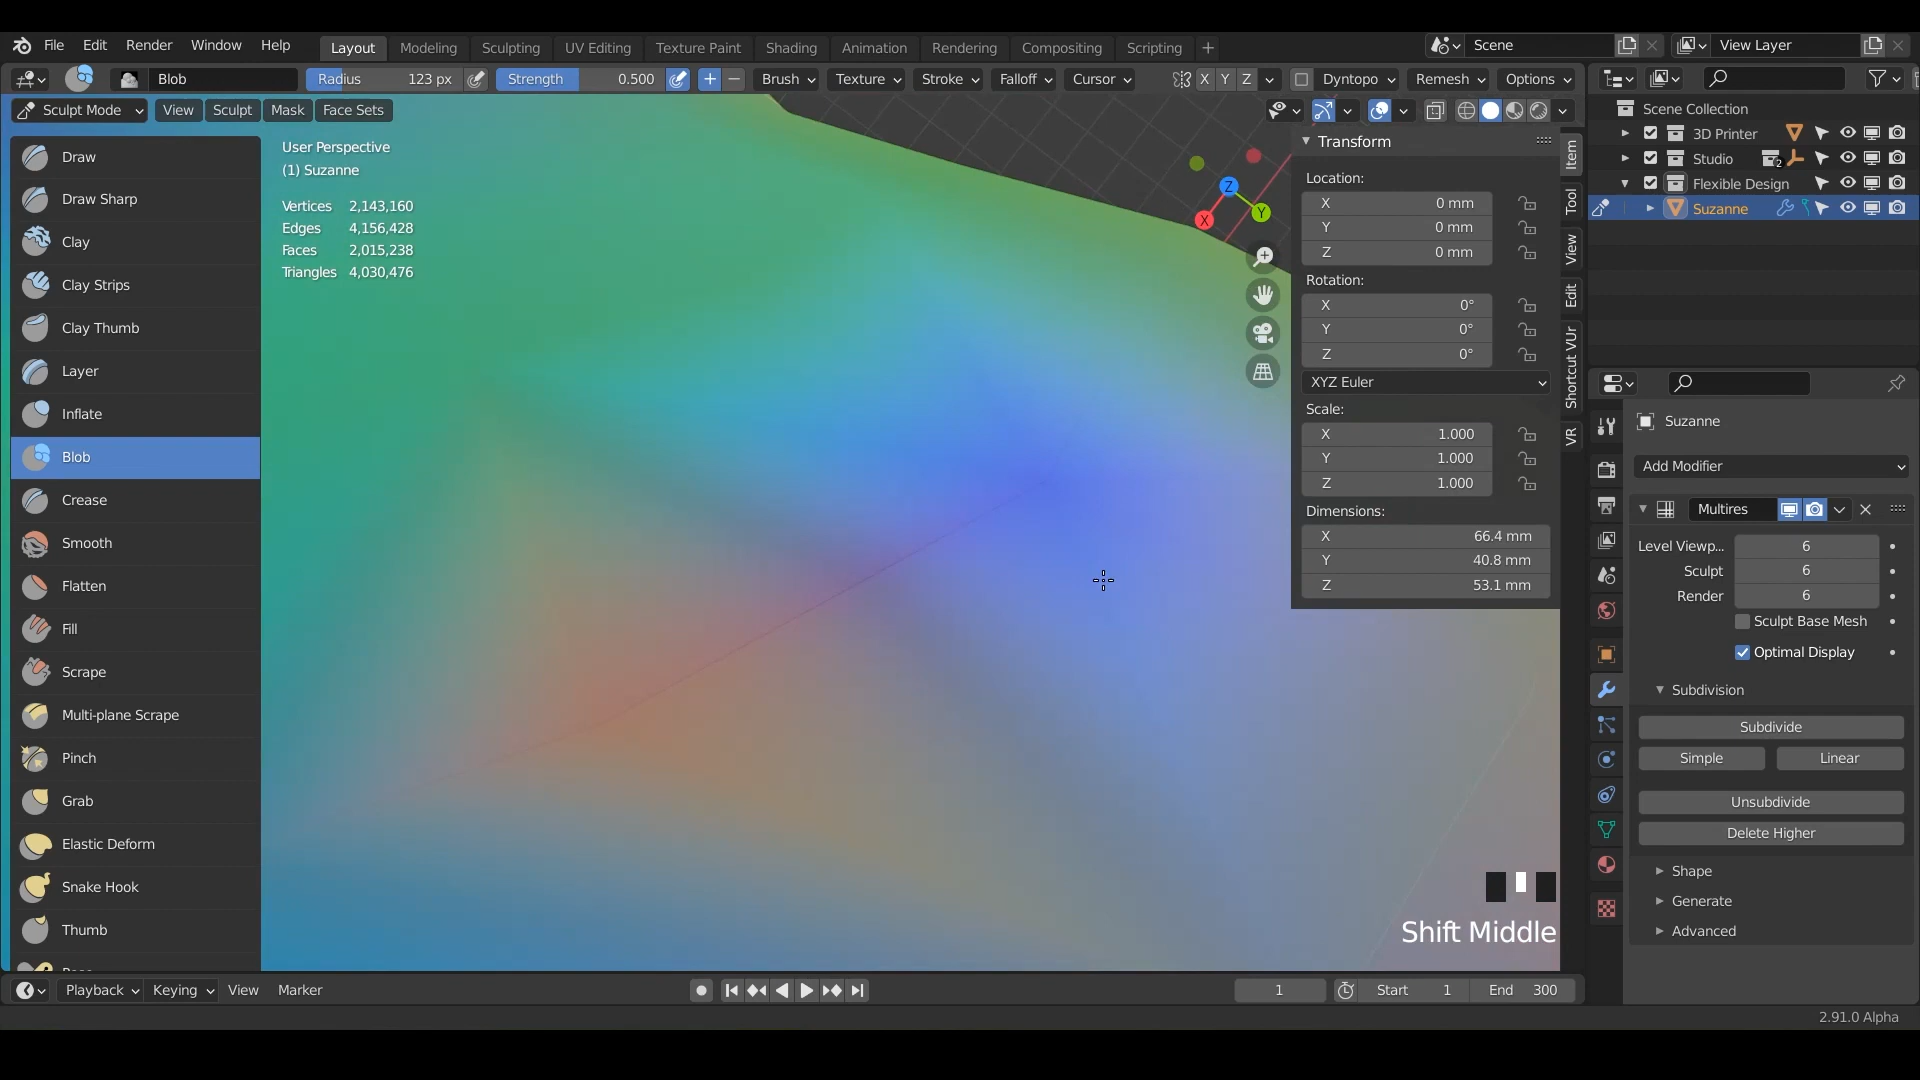 File Edit Render Window Help Layout Modeling Sculpting UV Editing Texture Paint Shading Animation Rendering Compositing Scripting + Scene View Layer
Blob Radius 123 px Strength 0.500 Brush Texture Stroke Falloff Cursor X Y Z Dyntopo Remesh Options
Sculpt Mode View Sculpt Mask Face Sets
Draw
Draw Sharp
Clay
Clay Strips
Clay Thumb
Layer
Inflate
Blob
Crease
Smooth
Flatten
Fill
Scrape
Multi-plane Scrape
Pinch
Grab
Elastic Deform
Snake Hook
Thumb
User Perspective
(1) Suzanne
Vertices 2,143,160
Edges 4,156,428
Faces 2,015,238
Triangles 4,030,476
Z
X
Y
Transform
Location:
X 0 mm
Y 0 mm
Z 0 mm
Rotation:
X 0°
Y 0°
Z 0°
XYZ Euler
Scale:
X 1.000
Y 1.000
Z 1.000
Dimensions:
X 66.4 mm
Y 40.8 mm
Z 53.1 mm
Item
Tool
View
Edit
Shortcut VUr
VR
Shift Middle
Scene Collection
3D Printer
Studio 2
Flexible Design
Suzanne
Suzanne
Add Modifier
Multires
Level Viewp... 6
Sculpt 6
Render 6
Sculpt Base Mesh
Optimal Display
Subdivision
Subdivide
Simple Linear
Unsubdivide
Delete Higher
Shape
Generate
Advanced
Playback Keying View Marker 1 Start 1 End 300
2.91.0 Alpha